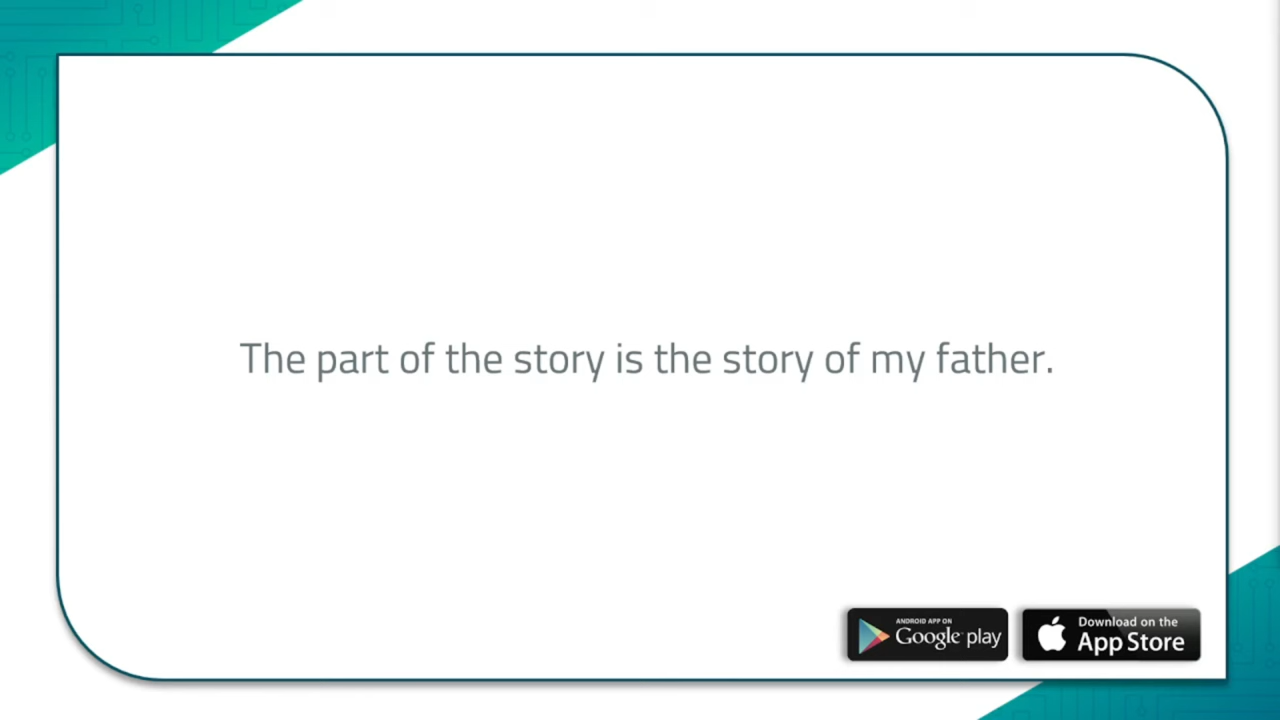 The part of the story is the story of my father.
ANDROID APP ON
Google play
Download on the
App Store